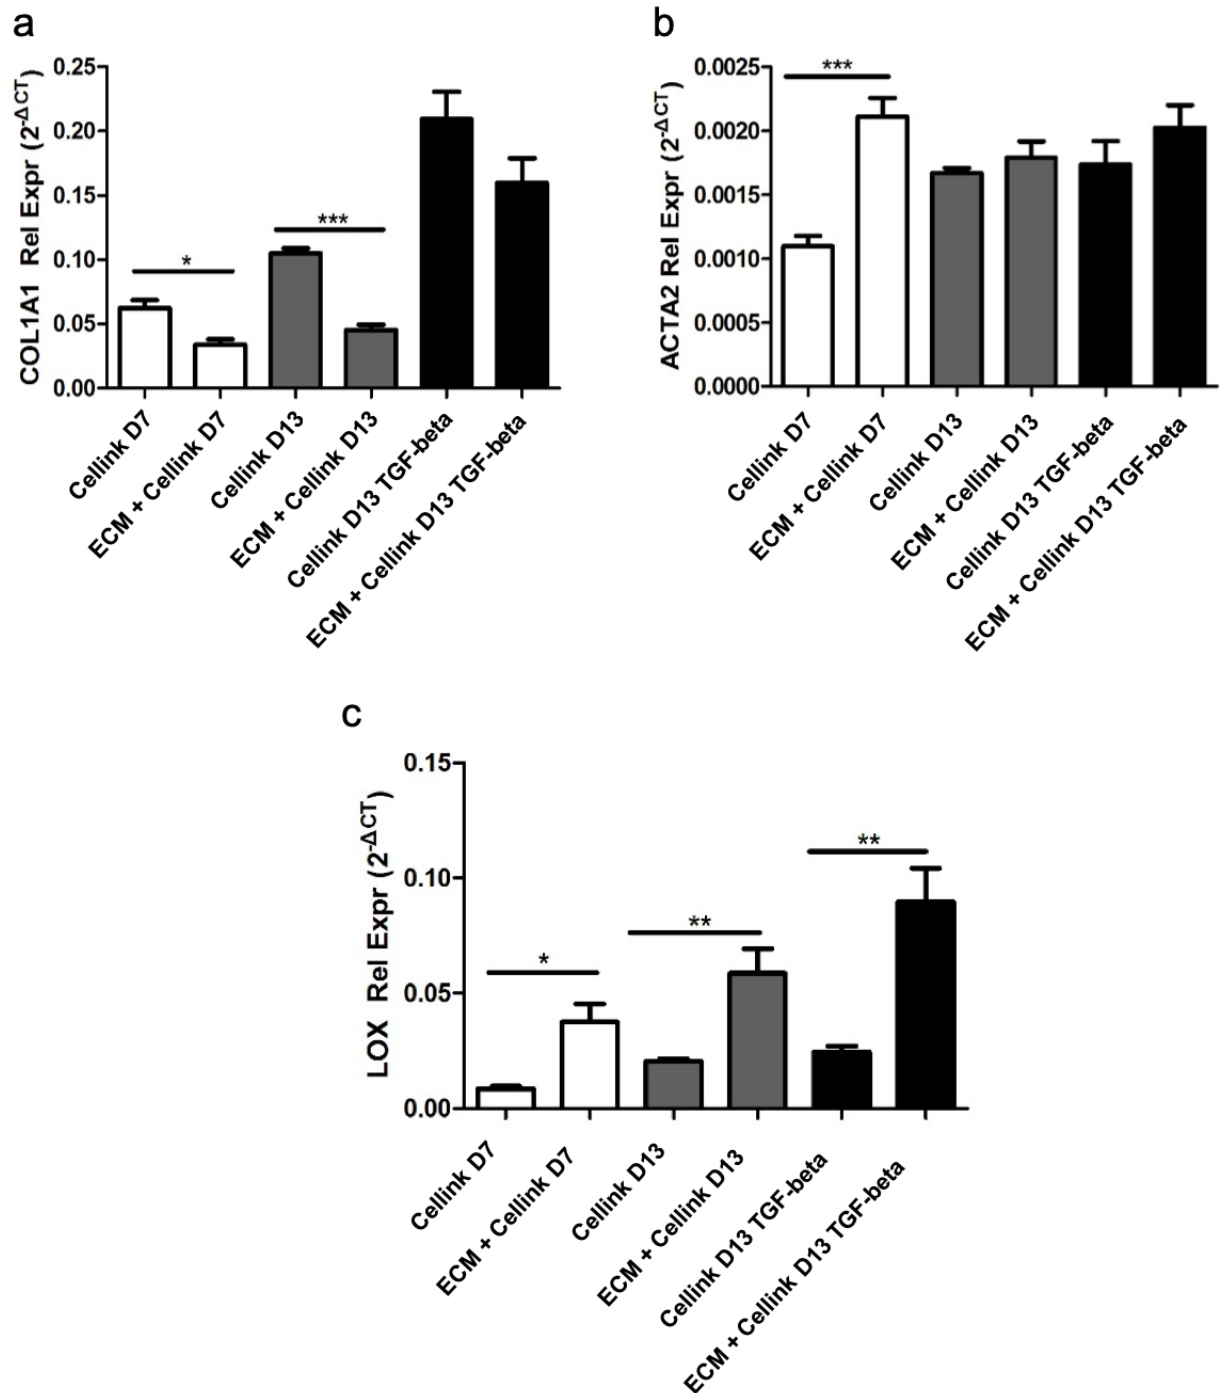 a
COL1A1 Rel Expr (2-ΔCT)
0.25
0.20
0.15
0.10
0.05
0.00
*
***
Cellink D7
ECM + Cellink D7
Cellink D13
ECM + Cellink D13
Cellink D13 TGF-beta
ECM + Cellink D13 TGF-beta
b
ACTA2 Rel Expr (2-ΔCT)
0.0025
0.0020
0.0015
0.0010
0.0005
0.0000
***
Cellink D7
ECM + Cellink D7
Cellink D13
ECM + Cellink D13
Cellink D13 TGF-beta
ECM + Cellink D13 TGF-beta
c
LOX Rel Expr (2-ΔCT)
0.15
0.10
0.05
0.00
*
**
**
Cellink D7
ECM + Cellink D7
Cellink D13
ECM + Cellink D13
Cellink D13 TGF-beta
ECM + Cellink D13 TGF-beta